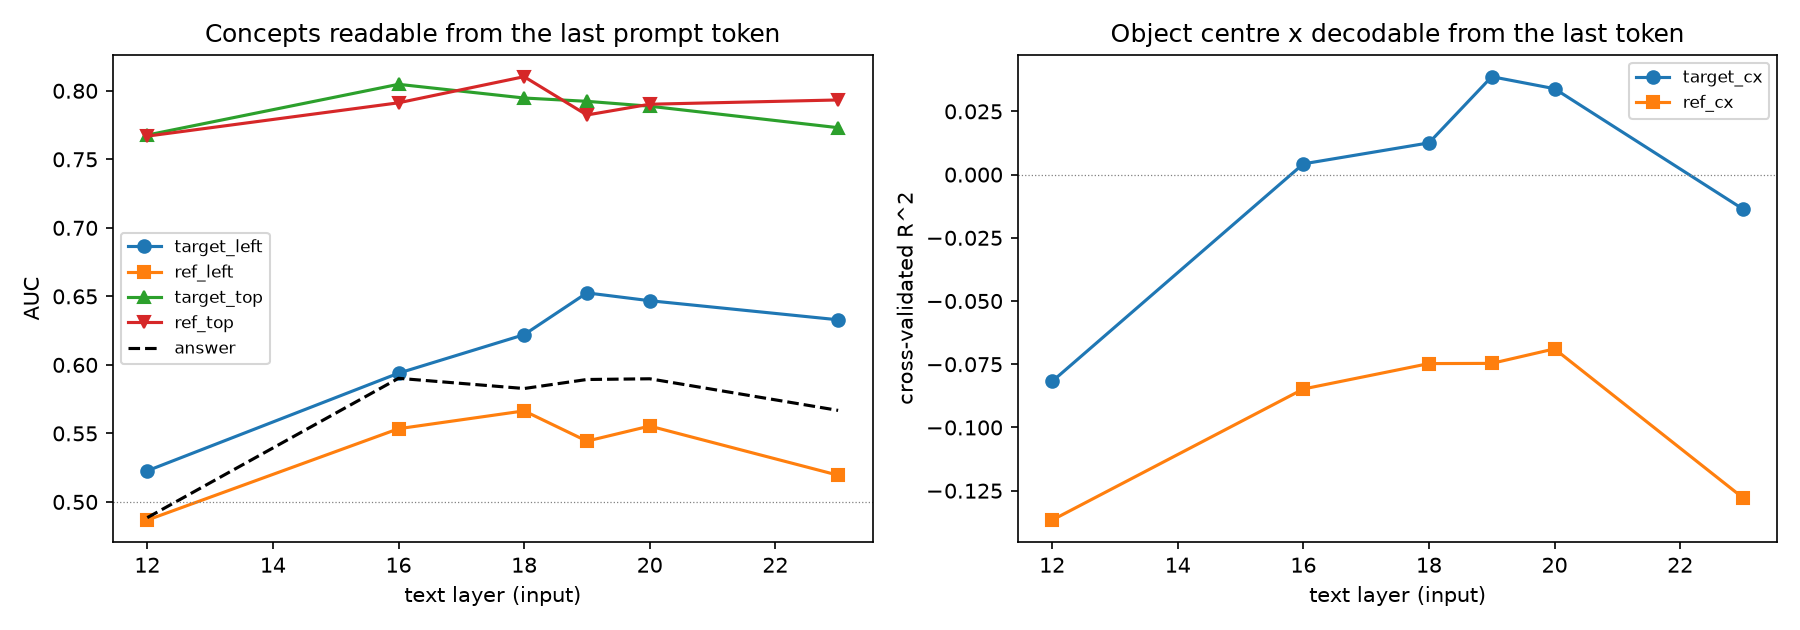 Concepts readable from the last prompt token
AUC
0.80
0.75
0.70
0.65
0.60
0.55
0.50
target_left
ref_left
target_top
ref_top
answer
12
14
16
18
20
22
text layer (input)
Object centre x decodable from the last token
cross-validated R^2
0.025
0.000
−0.025
−0.050
−0.075
−0.100
−0.125
target_cx
ref_cx
12
14
16
18
20
22
text layer (input)